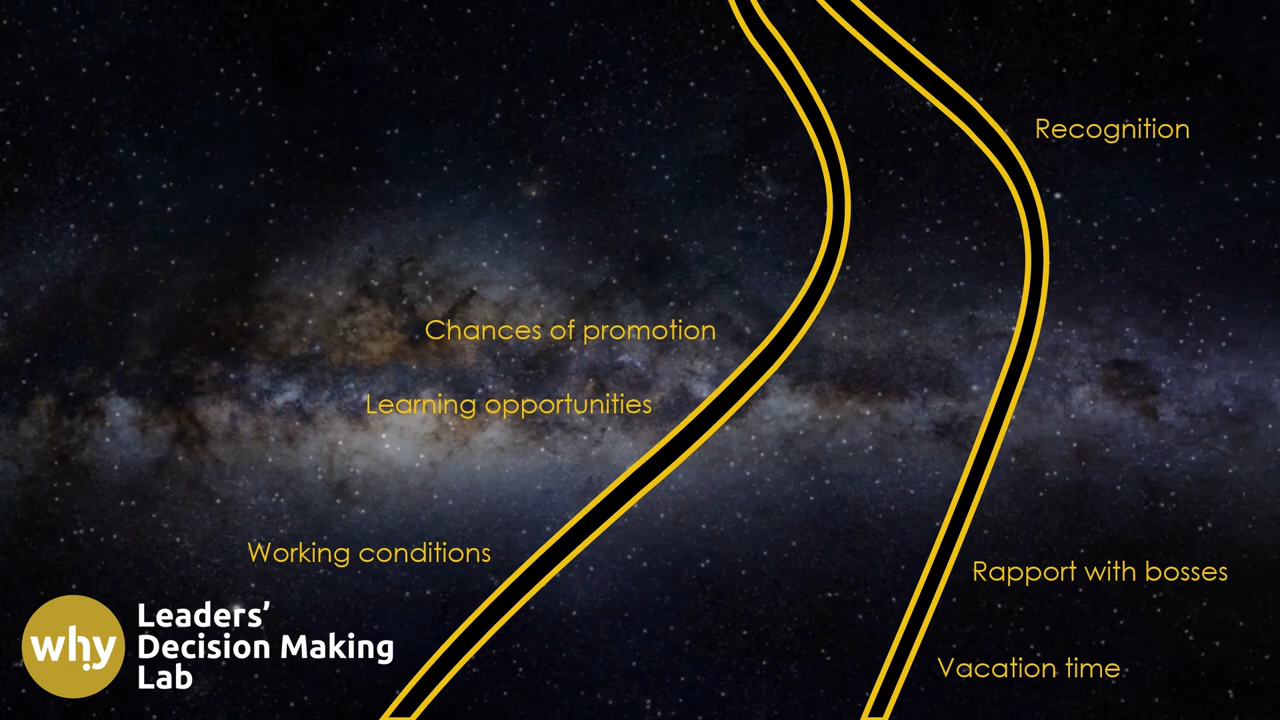 Recognition
Chances of promotion
Learning opportunities
Working conditions
Rapport with bosses
Vacation time
why
Leaders’
Decision Making
Lab